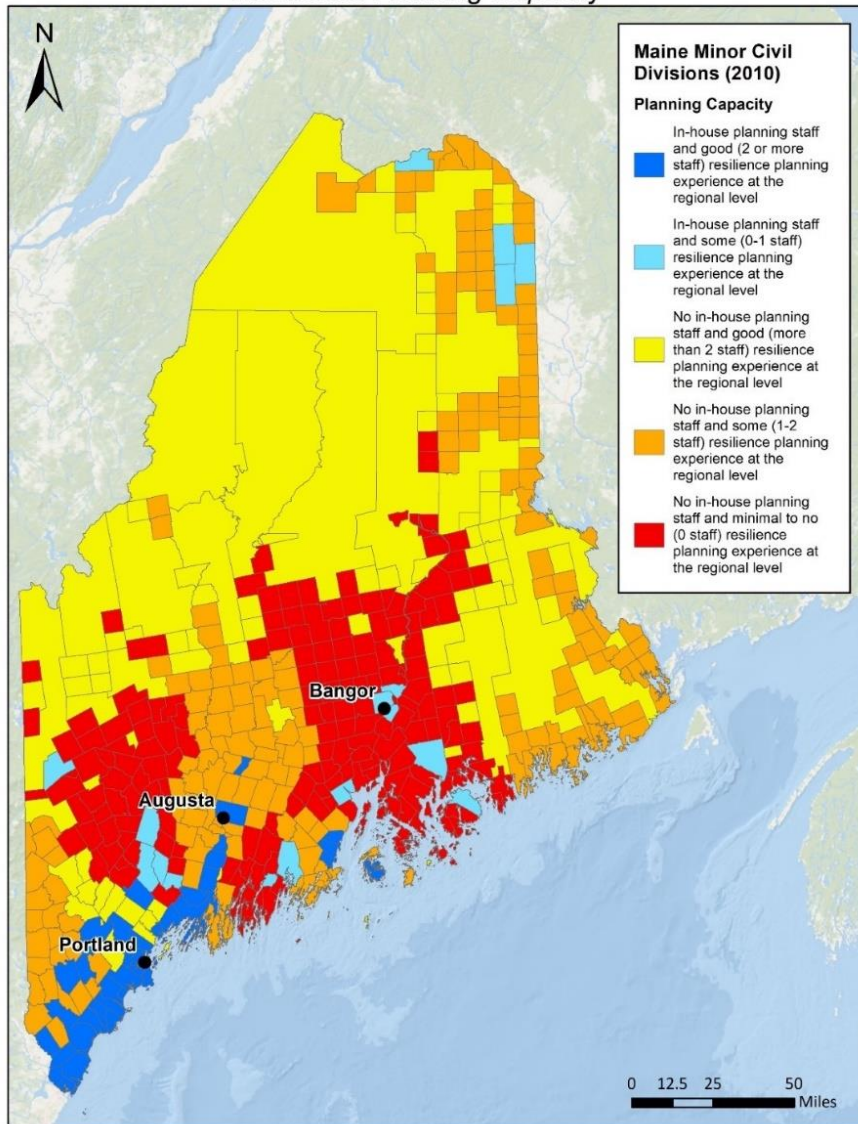 N
Maine Minor Civil
Divisions (2010)
Planning Capacity
In-house planning staff
and good (2 or more
staff) resilience planning
experience at the
regional level
In-house planning staff
and some (0-1 staff)
resilience planning
experience at the
regional level
No in-house planning
staff and good (more
than 2 staff) resilience
planning experience at
the regional level
No in-house planning
staff and some (1-2
staff) resilience planning
experience at the
regional level
No in-house planning
staff and minimal to no
(0 staff) resilience
planning experience at
the regional level
Bangor
Augusta
Portland
0 12.5 25 50
Miles